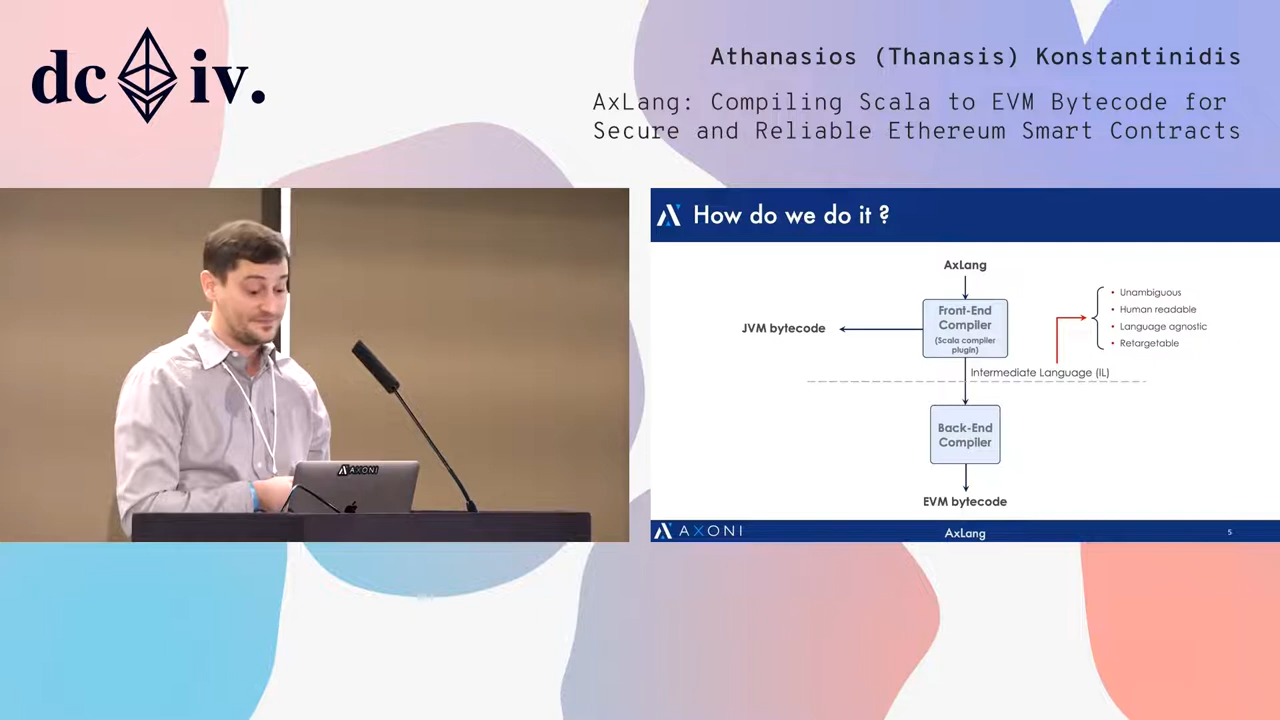 dc iv.
Athanasios (Thanasis) Konstantinidis
AxLang: Compiling Scala to EVM Bytecode for
Secure and Reliable Ethereum Smart Contracts
AXONI
How do we do it ?
AxLang
Front-End
Compiler
(Scala compiler
plugin)
JVM bytecode
• Unambiguous
• Human readable
• Language agnostic
• Retargetable
Intermediate Language (IL)
Back-End
Compiler
EVM bytecode
AXONI
AxLang
5